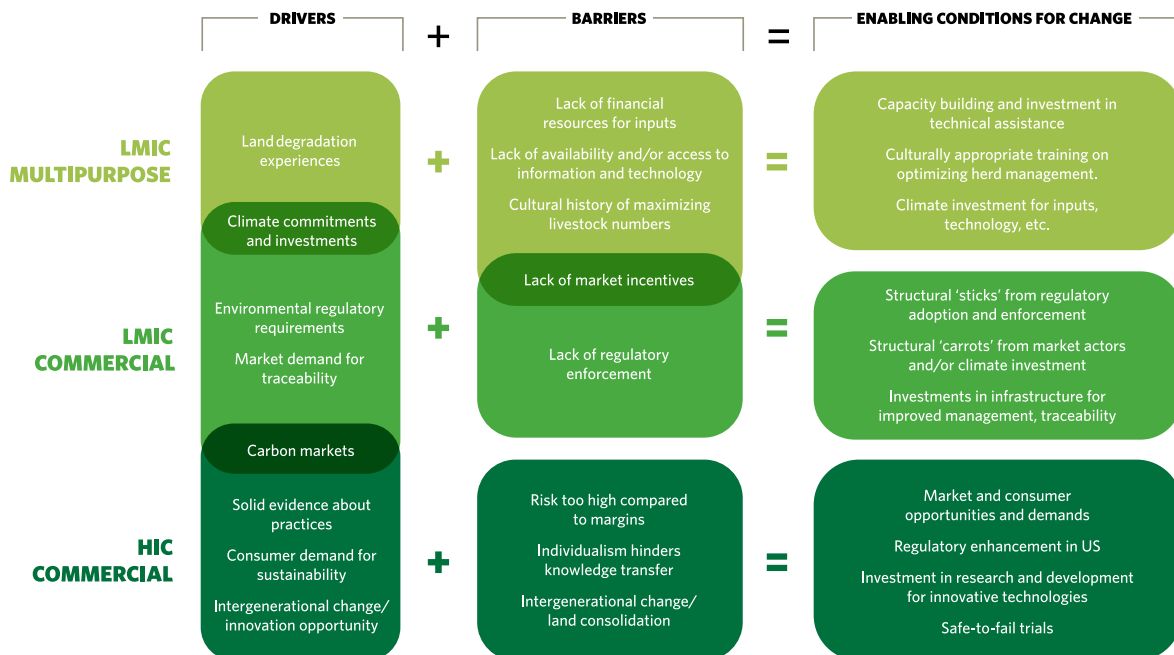 DRIVERS
+
BARRIERS
=
ENABLING CONDITIONS FOR CHANGE
LMIC
MULTIPURPOSE
Land degradation
experiences
Climate commitments
and investments
+
Lack of financial
resources for inputs
Lack of availability and/or access to
information and technology
Cultural history of maximizing
livestock numbers
Lack of market incentives
=
Capacity building and investment in
technical assistance
Culturally appropriate training on
optimizing herd management.
Climate investment for inputs,
technology, etc.
LMIC
COMMERCIAL
Environmental regulatory
requirements
Market demand for
traceability
Carbon markets
+
Lack of regulatory
enforcement
=
Structural ‘sticks’ from regulatory
adoption and enforcement
Structural ‘carrots’ from market actors
and/or climate investment
Investments in infrastructure for
improved management, traceability
HIC
COMMERCIAL
Solid evidence about
practices
Consumer demand for
sustainability
Intergenerational change/
innovation opportunity
+
Risk too high compared
to margins
Individualism hinders
knowledge transfer
Intergenerational change/
land consolidation
=
Market and consumer
opportunities and demands
Regulatory enhancement in US
Investment in research and development
for innovative technologies
Safe-to-fail trials